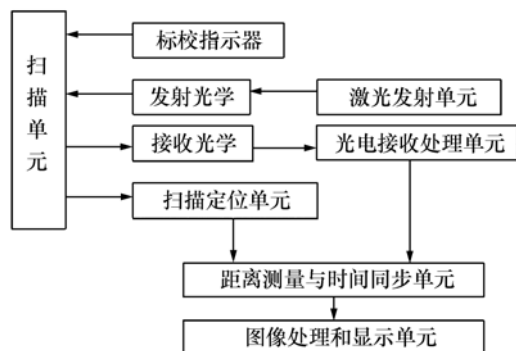 扫描单元
标校指示器
发射光学
激光发射单元
接收光学
光电接收处理单元
扫描定位单元
距离测量与时间同步单元
图像处理和显示单元